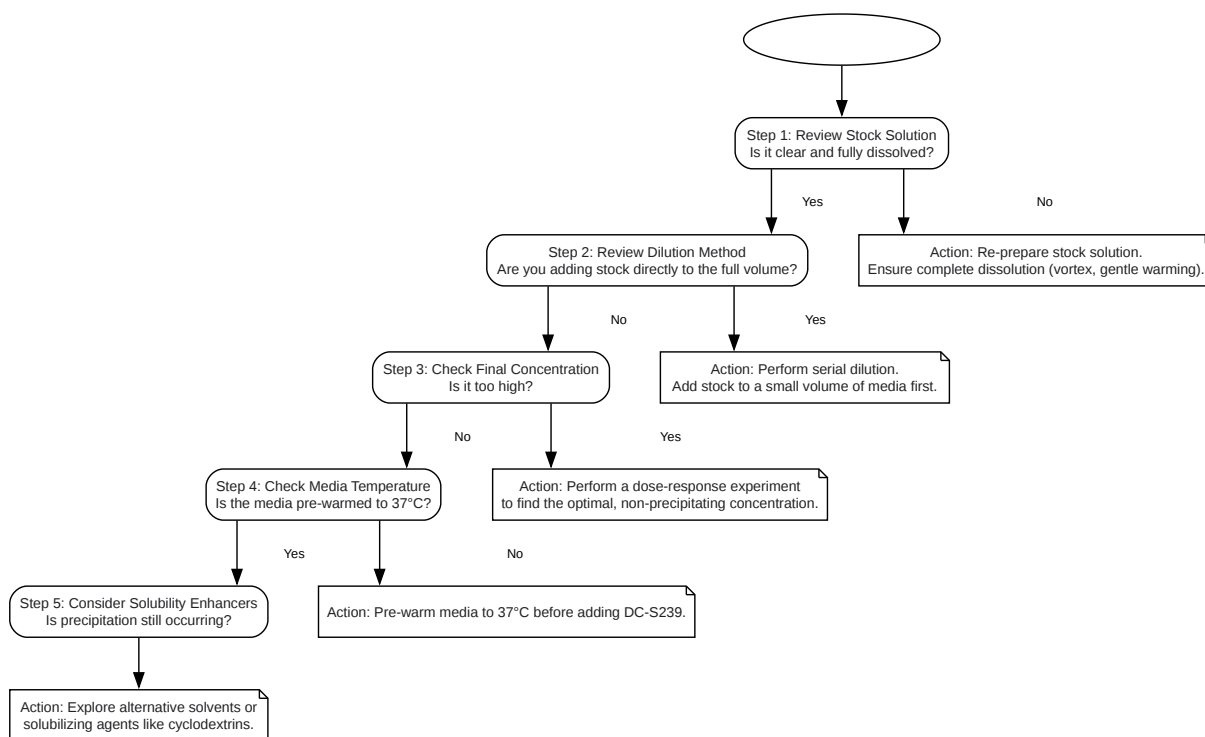 Step 1: Review Stock Solution
Is it clear and fully dissolved?
Yes
No
Step 2: Review Dilution Method
Are you adding stock directly to the full volume?
Action: Re-prepare stock solution.
Ensure complete dissolution (vortex, gentle warming).
No
Yes
Step 3: Check Final Concentration
Is it too high?
Action: Perform serial dilution.
Add stock to a small volume of media first.
No
Yes
Step 4: Check Media Temperature
Is the media pre-warmed to 37°C?
Action: Perform a dose-response experiment
to find the optimal, non-precipitating concentration.
Yes
No
Step 5: Consider Solubility Enhancers
Is precipitation still occurring?
Action: Pre-warm media to 37°C before adding DC-S239.
Action: Explore alternative solvents or
solubilizing agents like cyclodextrins.